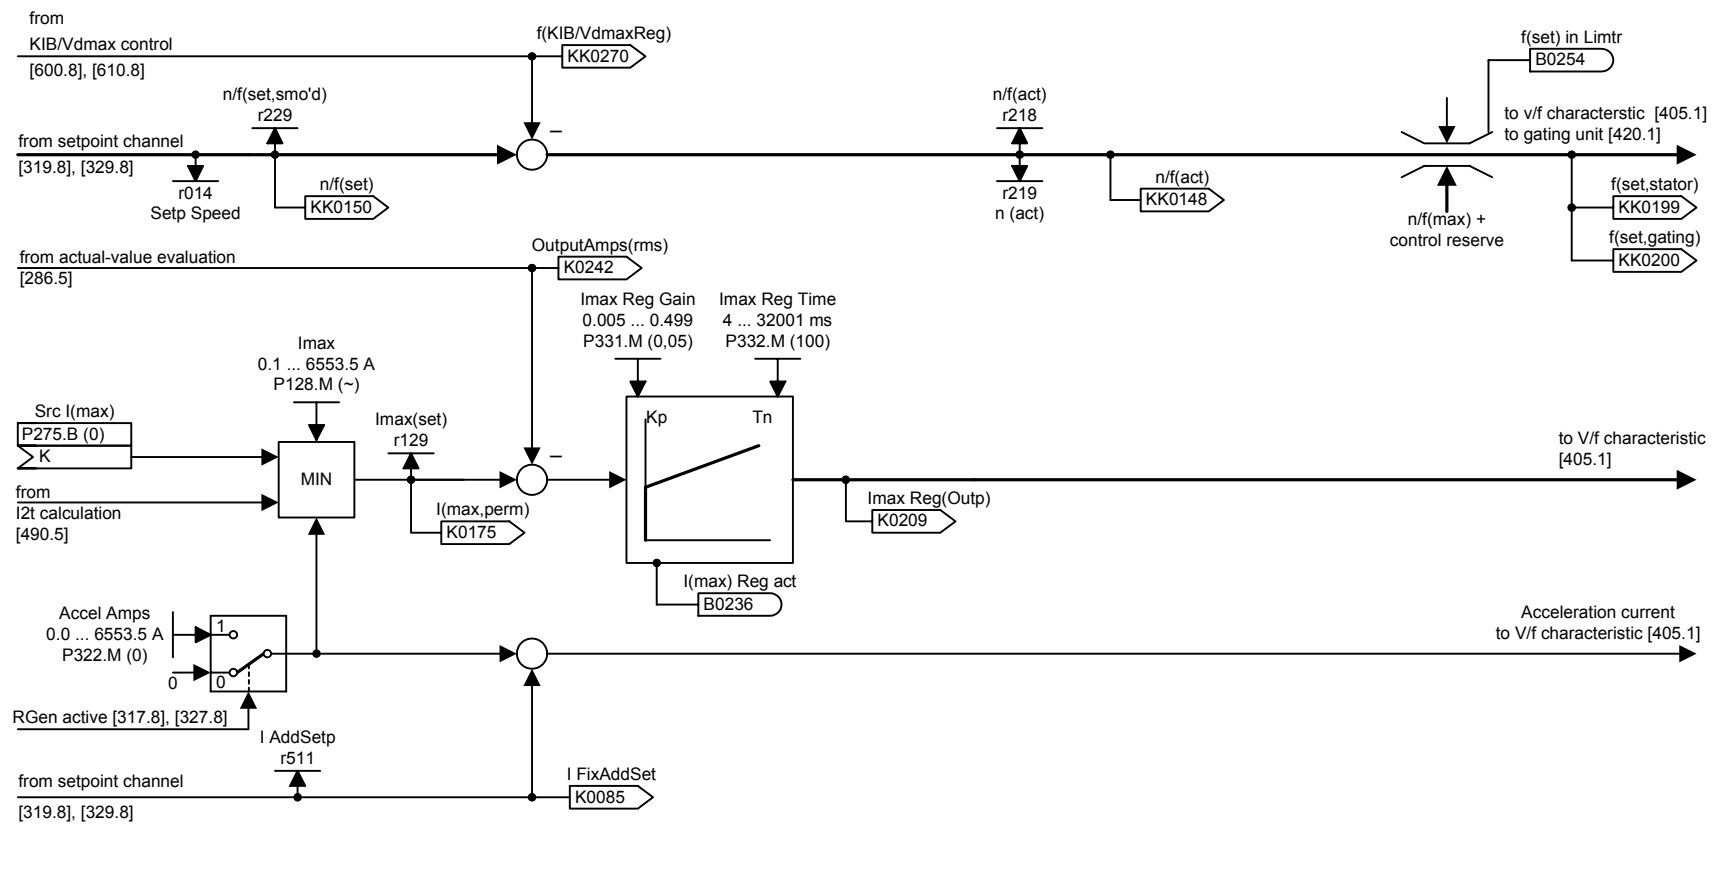 from
KIB/Vdmax control
[600.8], [610.8]
f(KIB/VdmaxReg)
KK0270
–
n/f(set,smo'd)
r229
from setpoint channel
[319.8], [329.8]
r014
Setp Speed
n/f(set)
KK0150
n/f(act)
r218
r219
n (act)
n/f(act)
KK0148
f(set) in Limtr
B0254
to v/f characterstic [405.1]
to gating unit [420.1]
n/f(max) +
control reserve
f(set,stator)
KK0199
f(set,gating)
KK0200
from actual-value evaluation
[286.5]
OutputAmps(rms)
K0242
Imax Reg Gain
0.005 ... 0.499
P331.M (0,05)
Imax Reg Time
4 ... 32001 ms
P332.M (100)
Imax
0.1 ... 6553.5 A
P128.M (~)
Src I(max)
P275.B (0)
K
from
I2t calculation
[490.5]
MIN
Imax(set)
r129
I(max,perm)
K0175
–
Kp
Tn
to V/f characteristic
[405.1]
Imax Reg(Outp)
K0209
I(max) Reg act
B0236
Accel Amps
0.0 ... 6553.5 A
P322.M (0)
1
0
0
RGen active [317.8], [327.8]
Acceleration current
to V/f characteristic [405.1]
I AddSetp
r511
from setpoint channel
[319.8], [329.8]
I FixAddSet
K0085